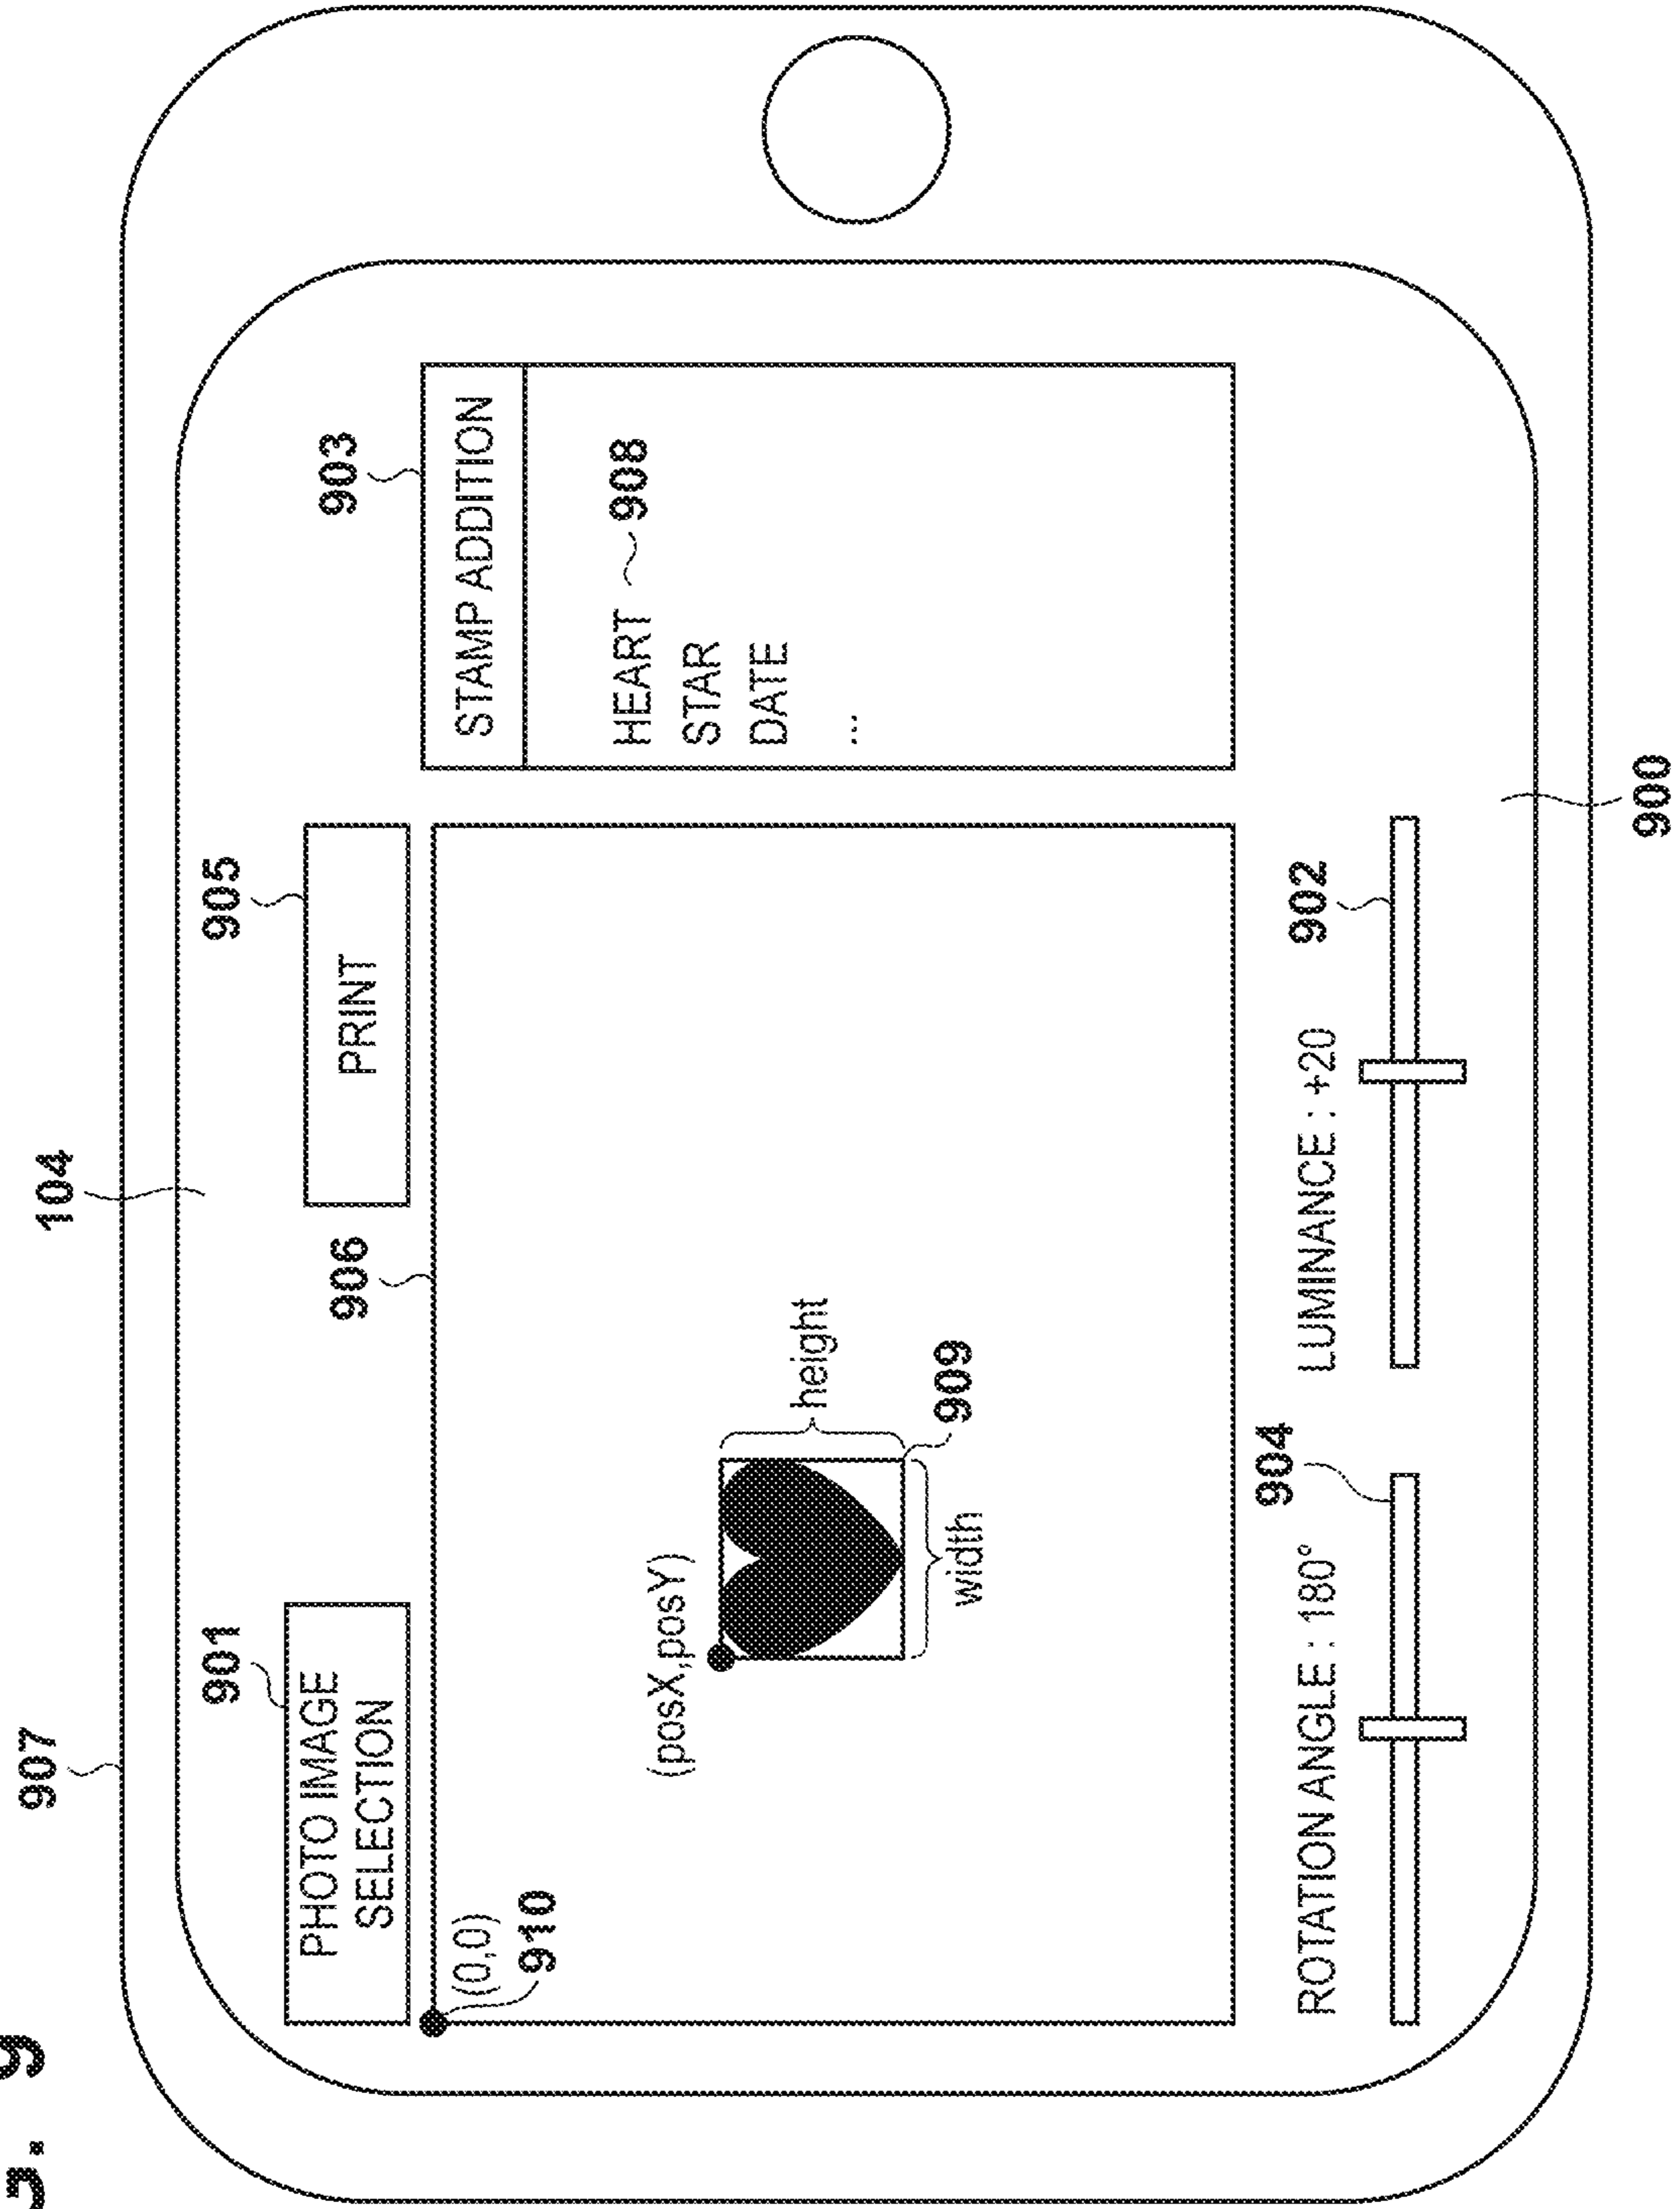 G. 9
907
104
901
PHOTO IMAGE
SELECTION
905
PRINT
903
STAMP ADDITION
906
(0,0)
910
(posX,posY)
height
909
width
HEART
908
STAR
DATE
...
904
ROTATION ANGLE : 180°
902
LUMINANCE : +20
900